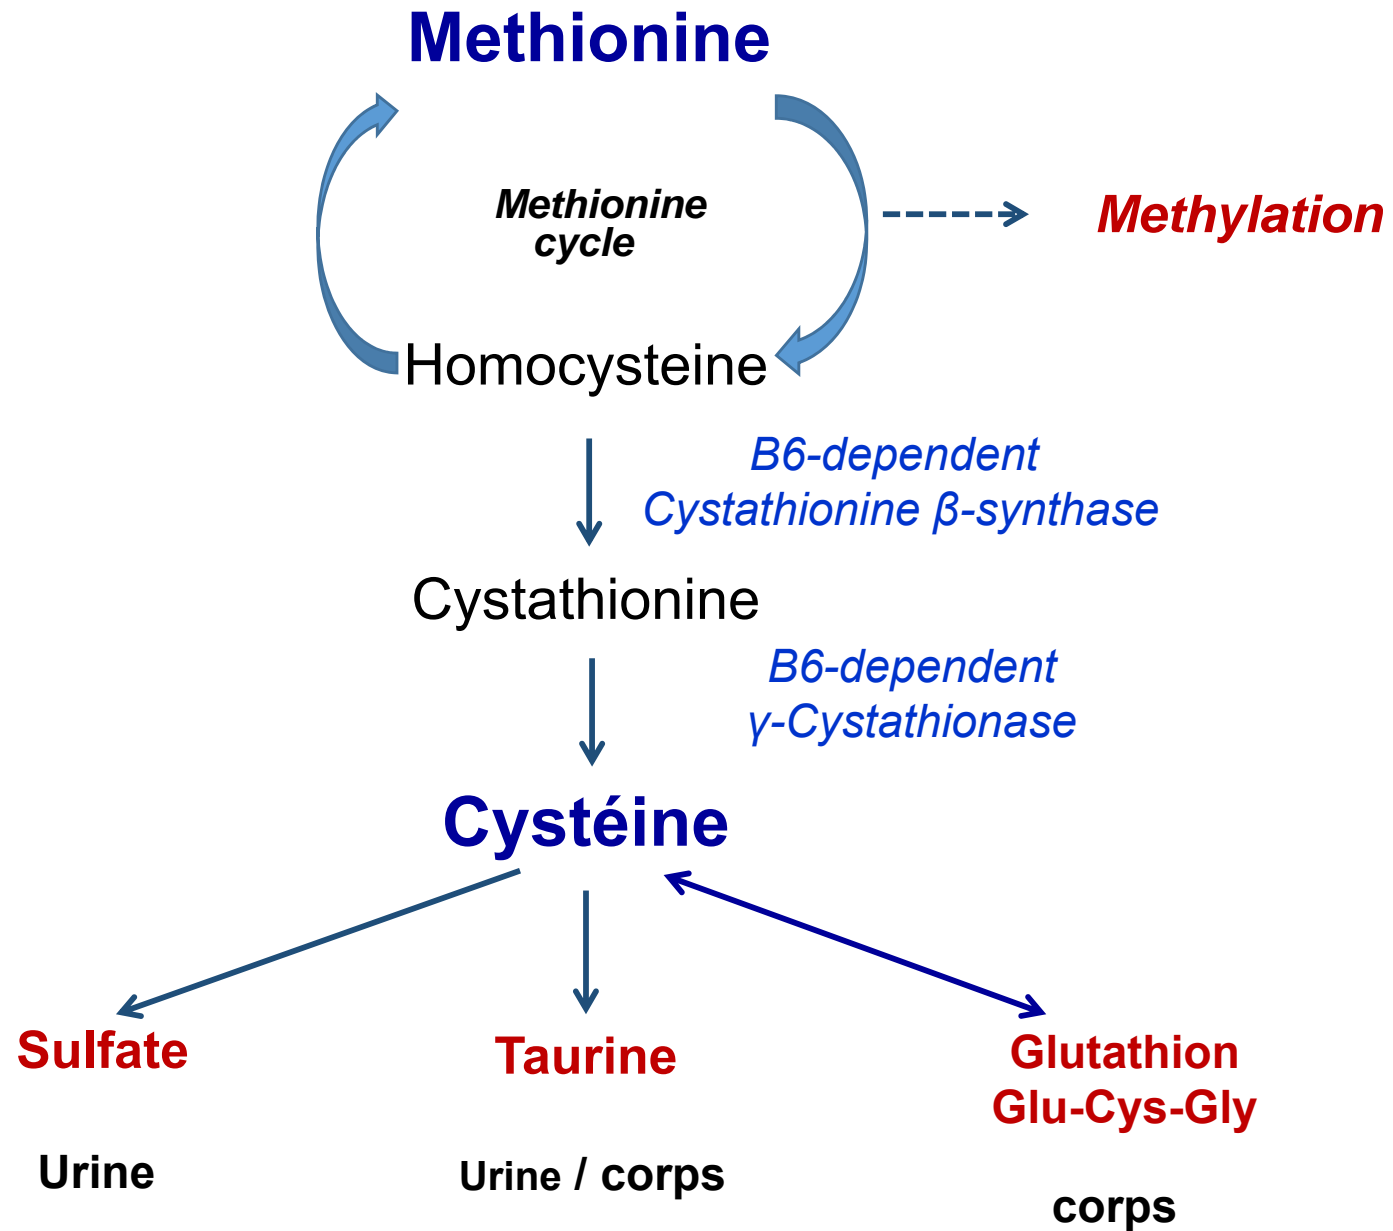 Methionine
Methionine
cycle
Methylation
Homocysteine
B6-dependent
Cystathionine β-synthase
Cystathionine
B6-dependent
γ-Cystathionase
Cystéine
Sulfate
Taurine
Glutathion
Glu-Cys-Gly
Urine
Urine / corps
corps